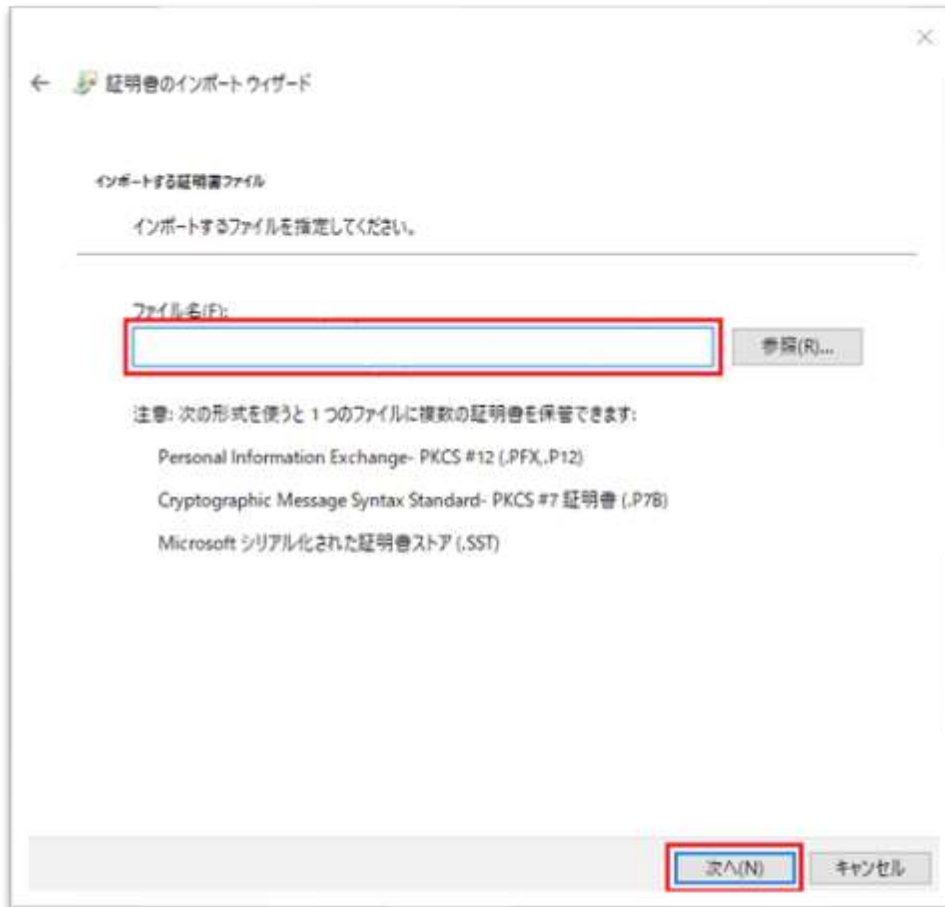 証明書のインポート ウィザード
インポートする証明書ファイル
インポートするファイルを指定してください。
ファイル名(F):
参照(R)...
注意: 次の形式を使うと 1 つのファイルに複数の証明書を保管できます:
Personal Information Exchange- PKCS #12 (.PFX,.P12)
Cryptographic Message Syntax Standard- PKCS #7 証明書 (.P7B)
Microsoft シリアル化された証明書ストア (.SST)
次へ(N)
キャンセル